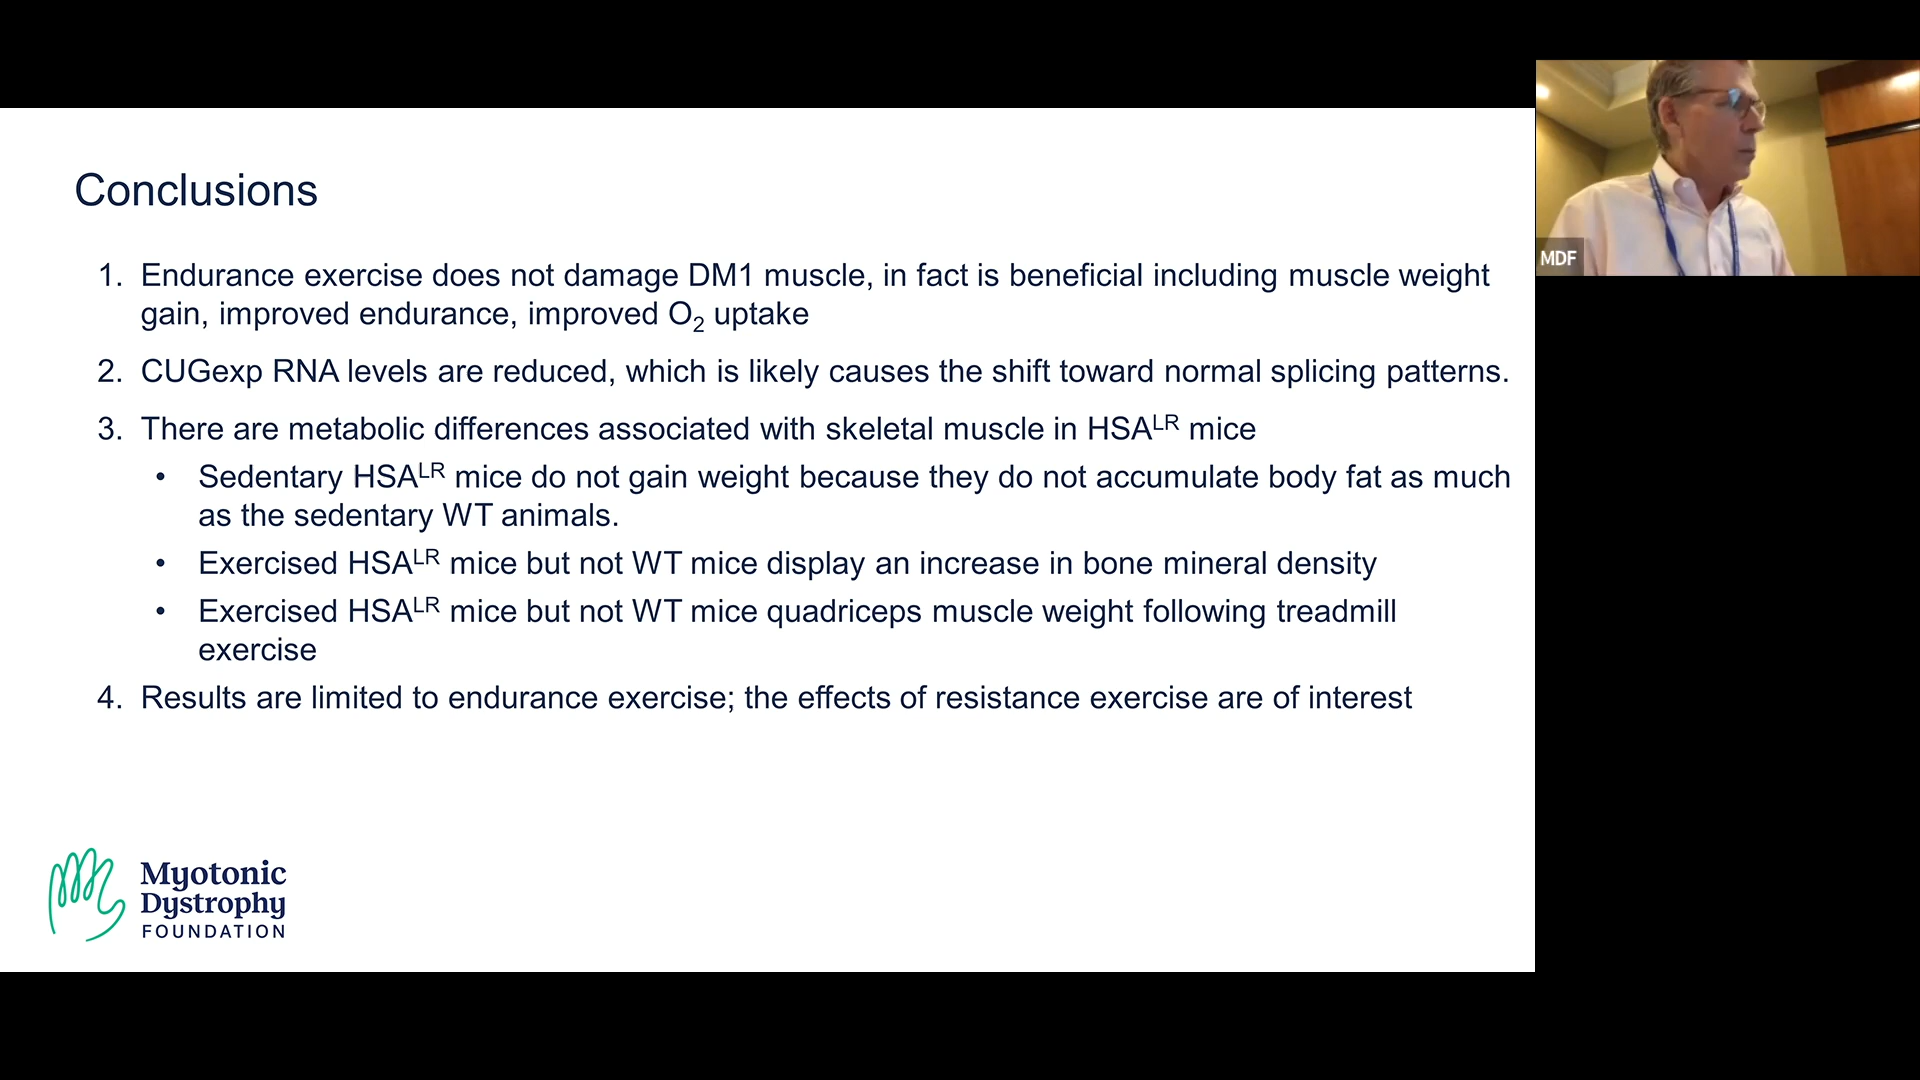 Conclusions
1. Endurance exercise does not damage DM1 muscle, in fact is beneficial including muscle weight
gain, improved endurance, improved O₂ uptake
2. CUGexp RNA levels are reduced, which is likely causes the shift toward normal splicing patterns.
3. There are metabolic differences associated with skeletal muscle in HSAᴸᴿ mice
• Sedentary HSAᴸᴿ mice do not gain weight because they do not accumulate body fat as much
as the sedentary WT animals.
• Exercised HSAᴸᴿ mice but not WT mice display an increase in bone mineral density
• Exercised HSAᴸᴿ mice but not WT mice quadriceps muscle weight following treadmill
exercise
4. Results are limited to endurance exercise; the effects of resistance exercise are of interest
Myotonic
Dystrophy
FOUNDATION
MDF